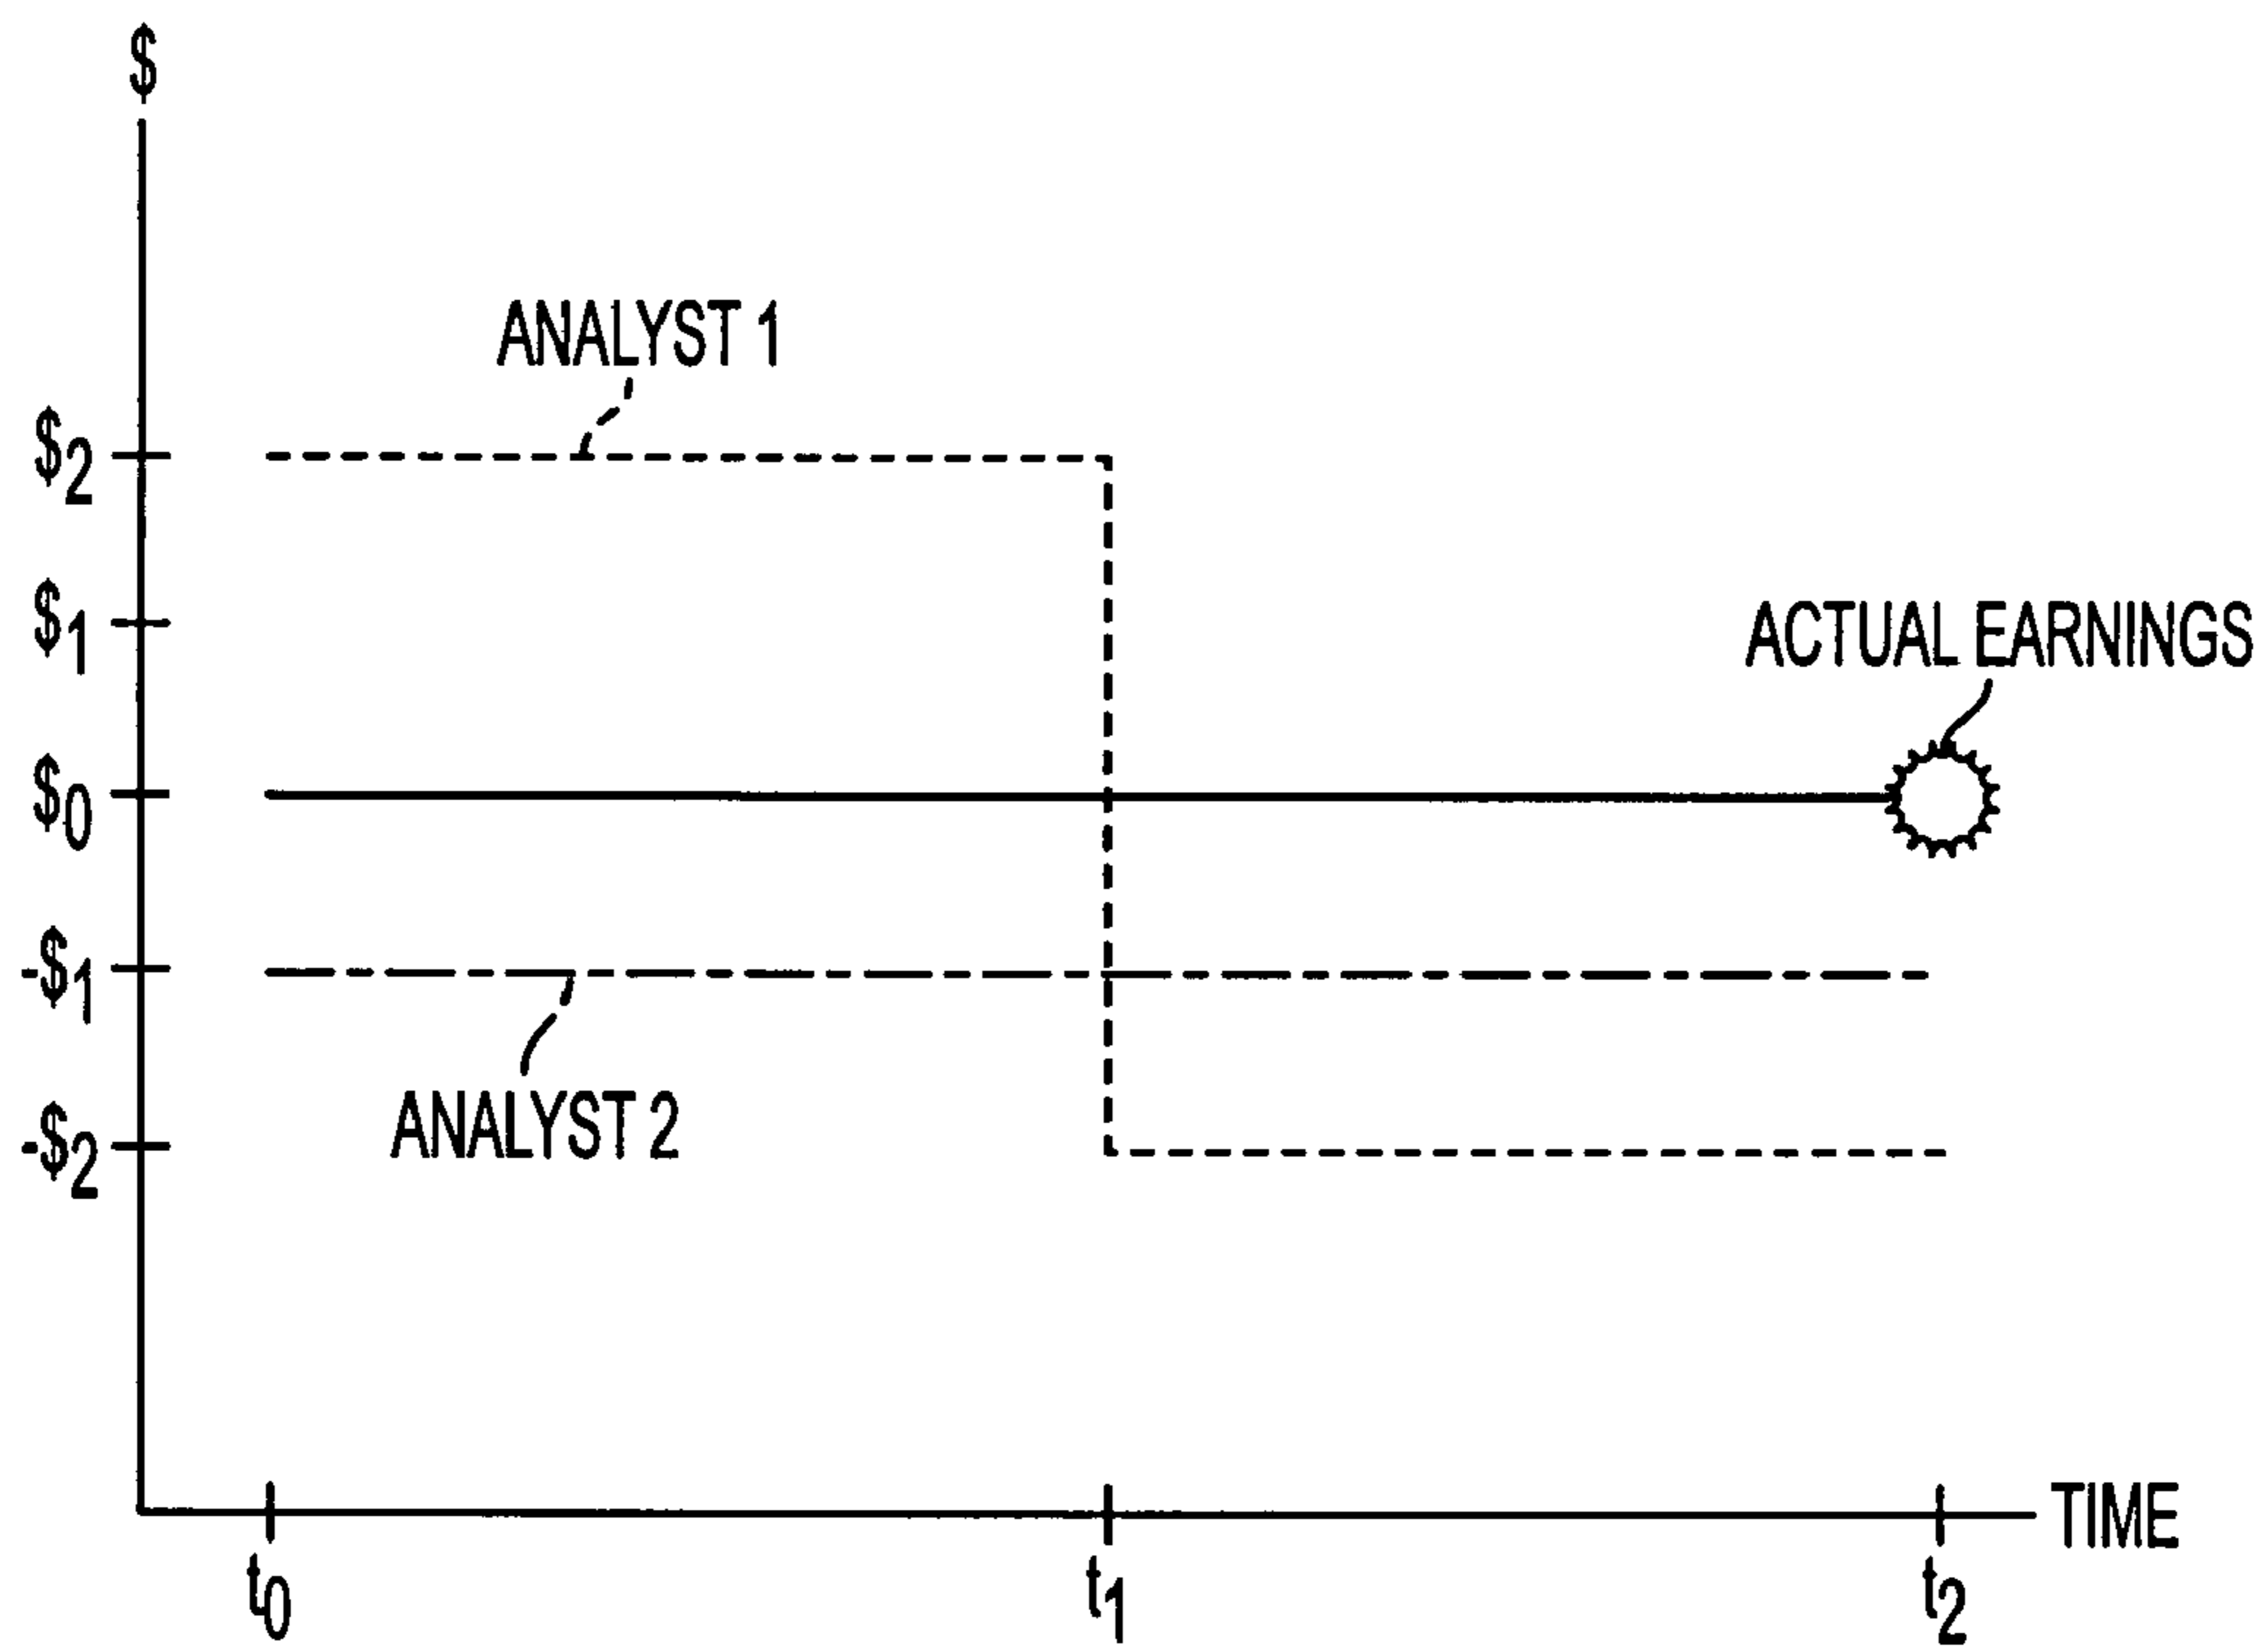 $
ANALYST 1
$2
$1
ACTUAL EARNINGS
$0
-$1
ANALYST 2
-$2
TIME
t0
t1
t2